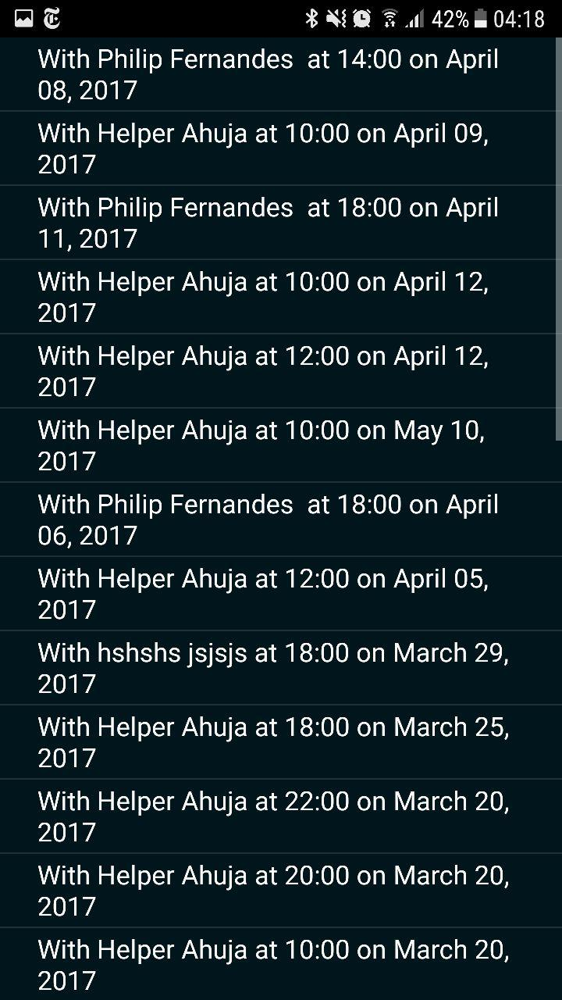 42% 04:18
With Philip Fernandes  at 14:00 on April
08, 2017
With Helper Ahuja at 10:00 on April 09,
2017
With Philip Fernandes  at 18:00 on April
11, 2017
With Helper Ahuja at 10:00 on April 12,
2017
With Helper Ahuja at 12:00 on April 12,
2017
With Helper Ahuja at 10:00 on May 10,
2017
With Philip Fernandes  at 18:00 on April
06, 2017
With Helper Ahuja at 12:00 on April 05,
2017
With hshshs jsjsjs at 18:00 on March 29,
2017
With Helper Ahuja at 18:00 on March 25,
2017
With Helper Ahuja at 22:00 on March 20,
2017
With Helper Ahuja at 20:00 on March 20,
2017
With Helper Ahuja at 10:00 on March 20,
2017